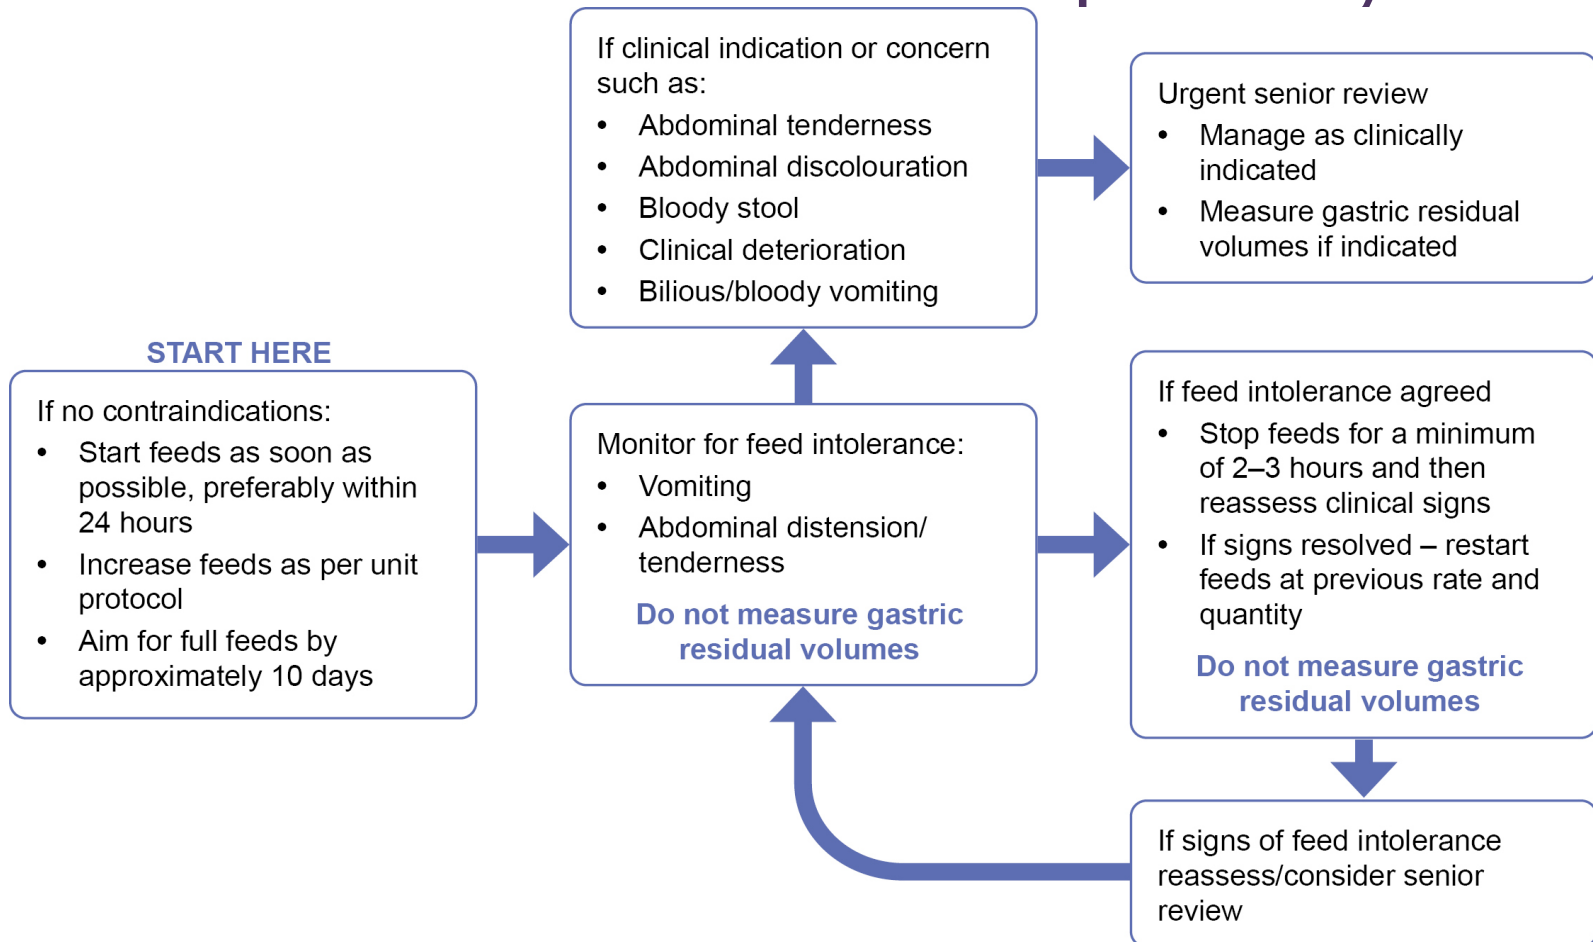 START HERE
If no contraindications:
• Start feeds as soon as
possible, preferably within
24 hours
• Increase feeds as per unit
protocol
• Aim for full feeds by
approximately 10 days
If clinical indication or concern
such as:
• Abdominal tenderness
• Abdominal discolouration
• Bloody stool
• Clinical deterioration
• Bilious/bloody vomiting
Urgent senior review
• Manage as clinically
indicated
• Measure gastric residual
volumes if indicated
Monitor for feed intolerance:
• Vomiting
• Abdominal distension/
tenderness
Do not measure gastric
residual volumes
If feed intolerance agreed
• Stop feeds for a minimum
of 2–3 hours and then
reassess clinical signs
• If signs resolved – restart
feeds at previous rate and
quantity
Do not measure gastric
residual volumes
If signs of feed intolerance
reassess/consider senior
review